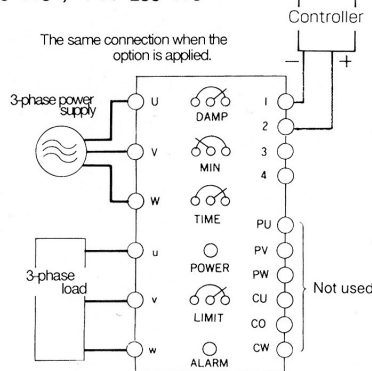 Controller
The same connection when the
option is applied.
− +
3-phase power
supply
U
DAMP
1
2
V
MIN
3
4
W
TIME
PU
u
POWER
PV
PW
3-phase
load
Not used
v
LIMIT
CU
CO
w
ALARM
CW